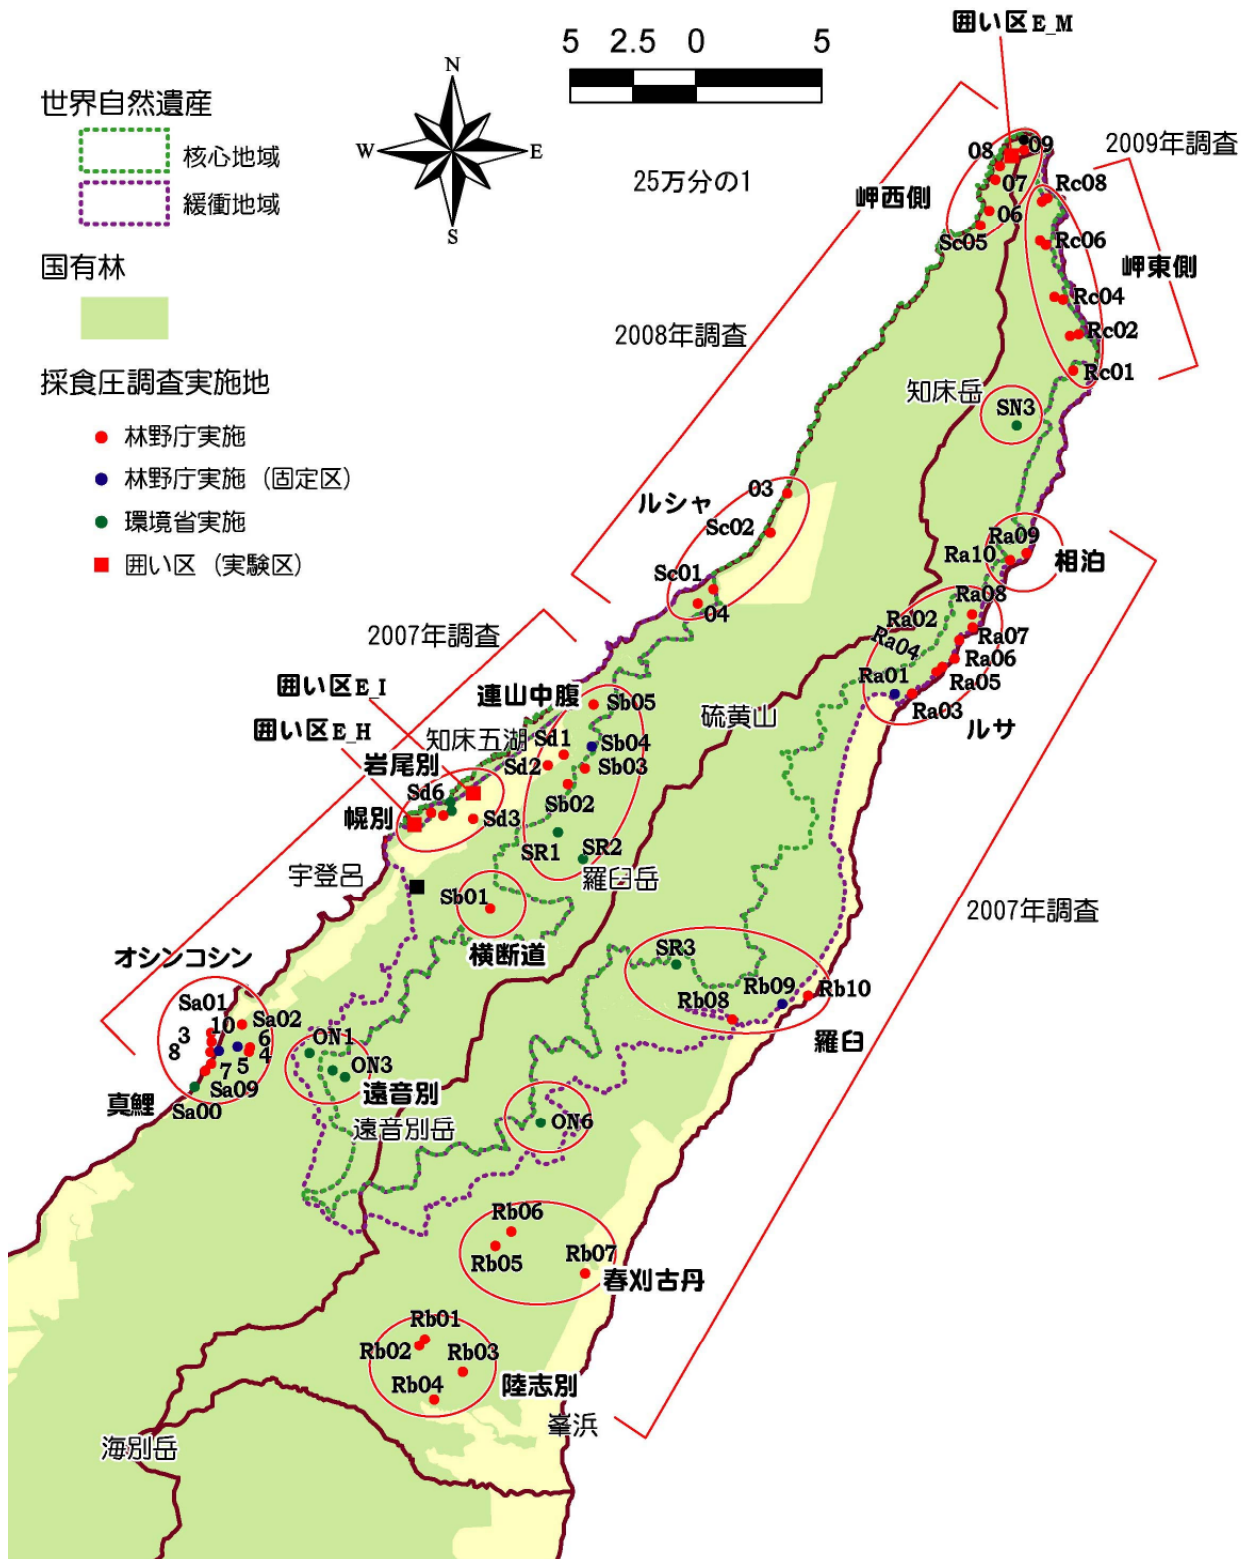 囲い区E_M
5 2.5 0 5
N
W E
S
25万分の1
世界自然遺産
核心地域
緩衝地域
国有林
採食圧調査実施地
林野庁実施
林野庁実施（固定区）
環境省実施
囲い区（実験区）
2009年調査
08
09
07
06
Sc05
岬西側
Rc08
Rc06
岬東側
Rc04
Rc02
Rc01
2008年調査
知床岳
SN3
ルシャ
03
Sc02
Sc01
04
Ra09
Ra10
相泊
Ra08
Ra02
Ra07
Ra04
Ra06
Ra05
Ra01
Ra03
ルサ
2007年調査
囲い区E_I
囲い区E_H
連山中腹
Sb05
知床五湖
Sd1
Sb04
硫黄山
Sd2
Sb03
岩尾別
Sb02
Sd6
幌別
Sd3
SR1
SR2
宇登呂
羅臼岳
Sb01
横断道
2007年調査
オシンコシン
SR3
Rb09
Rb10
Rb08
羅臼
Sa01
Sa02
3
10
6
8
4
7
5
Sa09
Sa00
真鯉
ON1
ON3
遠音別
遠音別岳
ON6
Rb06
Rb05
Rb07
春刈古丹
Rb01
Rb02
Rb03
Rb04
陸志別
峯浜
海別岳